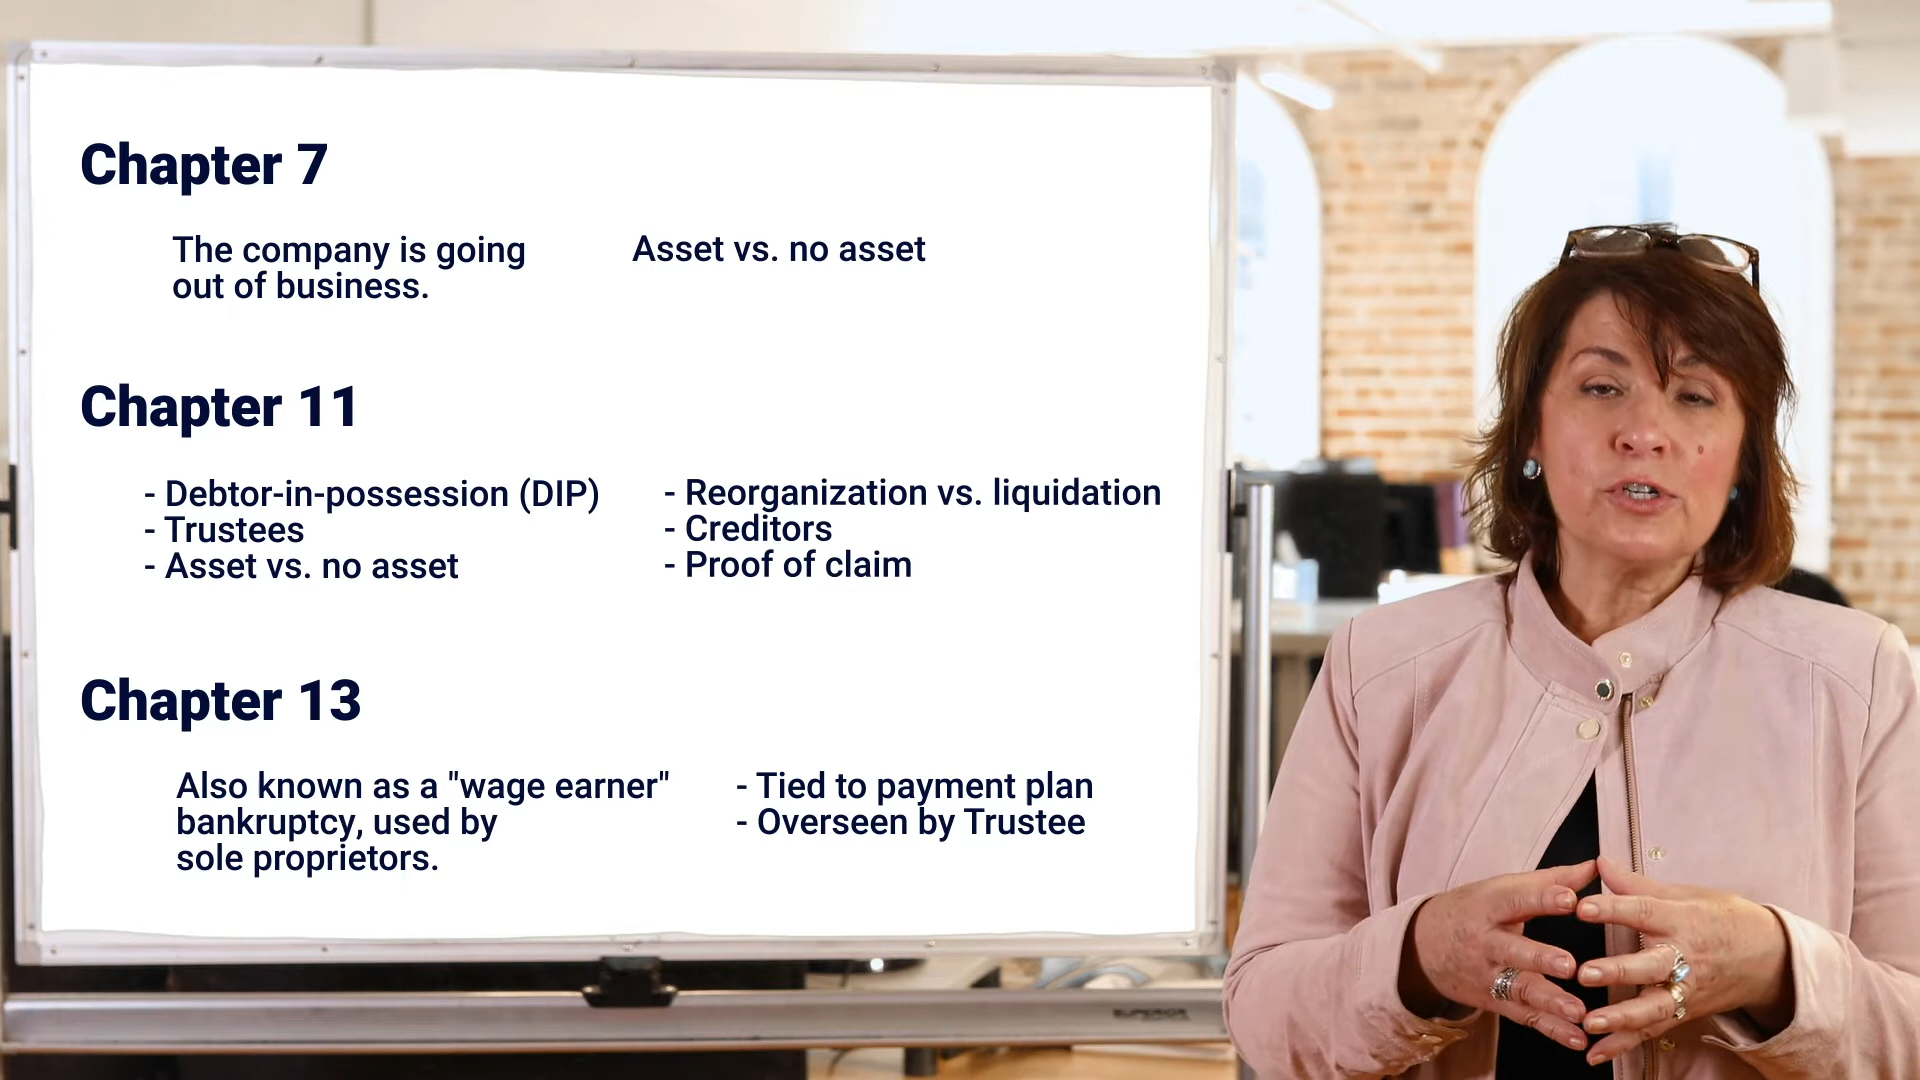 Chapter 7
The company is going
out of business.
Asset vs. no asset
Chapter 11
- Debtor-in-possession (DIP)
- Trustees
- Asset vs. no asset
- Reorganization vs. liquidation
- Creditors
- Proof of claim
Chapter 13
Also known as a "wage earner"
bankruptcy, used by
sole proprietors.
- Tied to payment plan
- Overseen by Trustee
SUPERIOR